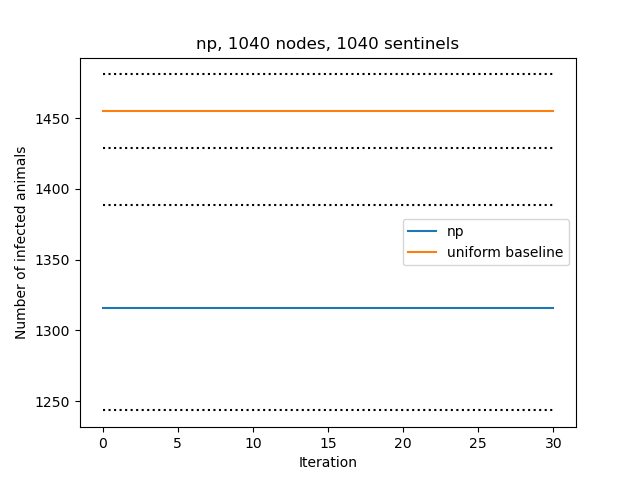 np, 1040 nodes, 1040 sentinels
Number of infected animals
1450
1400
1350
1300
1250
np
uniform baseline
0 5 10 15 20 25 30
Iteration